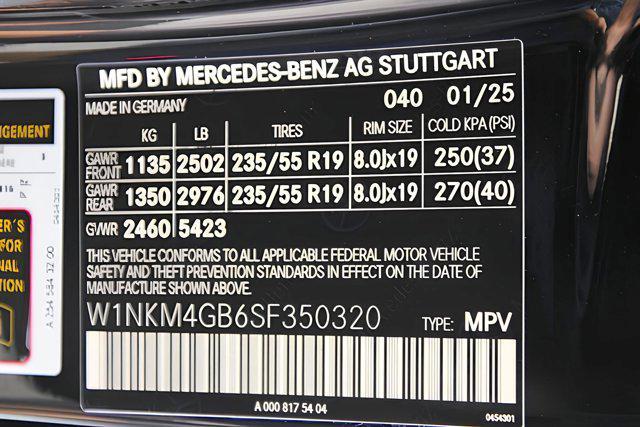 MFD BY MERCEDES-BENZ AG STUTTGART
MADE IN GERMANY 040 01/25
KG LB TIRES RIM SIZE COLD KPA(PSI)
GAWR FRONT 1135 2502 235/55 R19 8.0Jx19 250(37)
GAWR REAR 1350 2976 235/55 R19 8.0Jx19 270(40)
GVWR 2460 5423
THIS VEHICLE CONFORMS TO ALL APPLICABLE FEDERAL MOTOR VEHICLE
SAFETY AND THEFT PREVENTION STANDARDS IN EFFECT ON THE DATE OF
MANUFACTURE SHOWN ABOVE.
W1NKM4GB6SF350320 TYPE: MPV
A 000 817 54 04
0454301